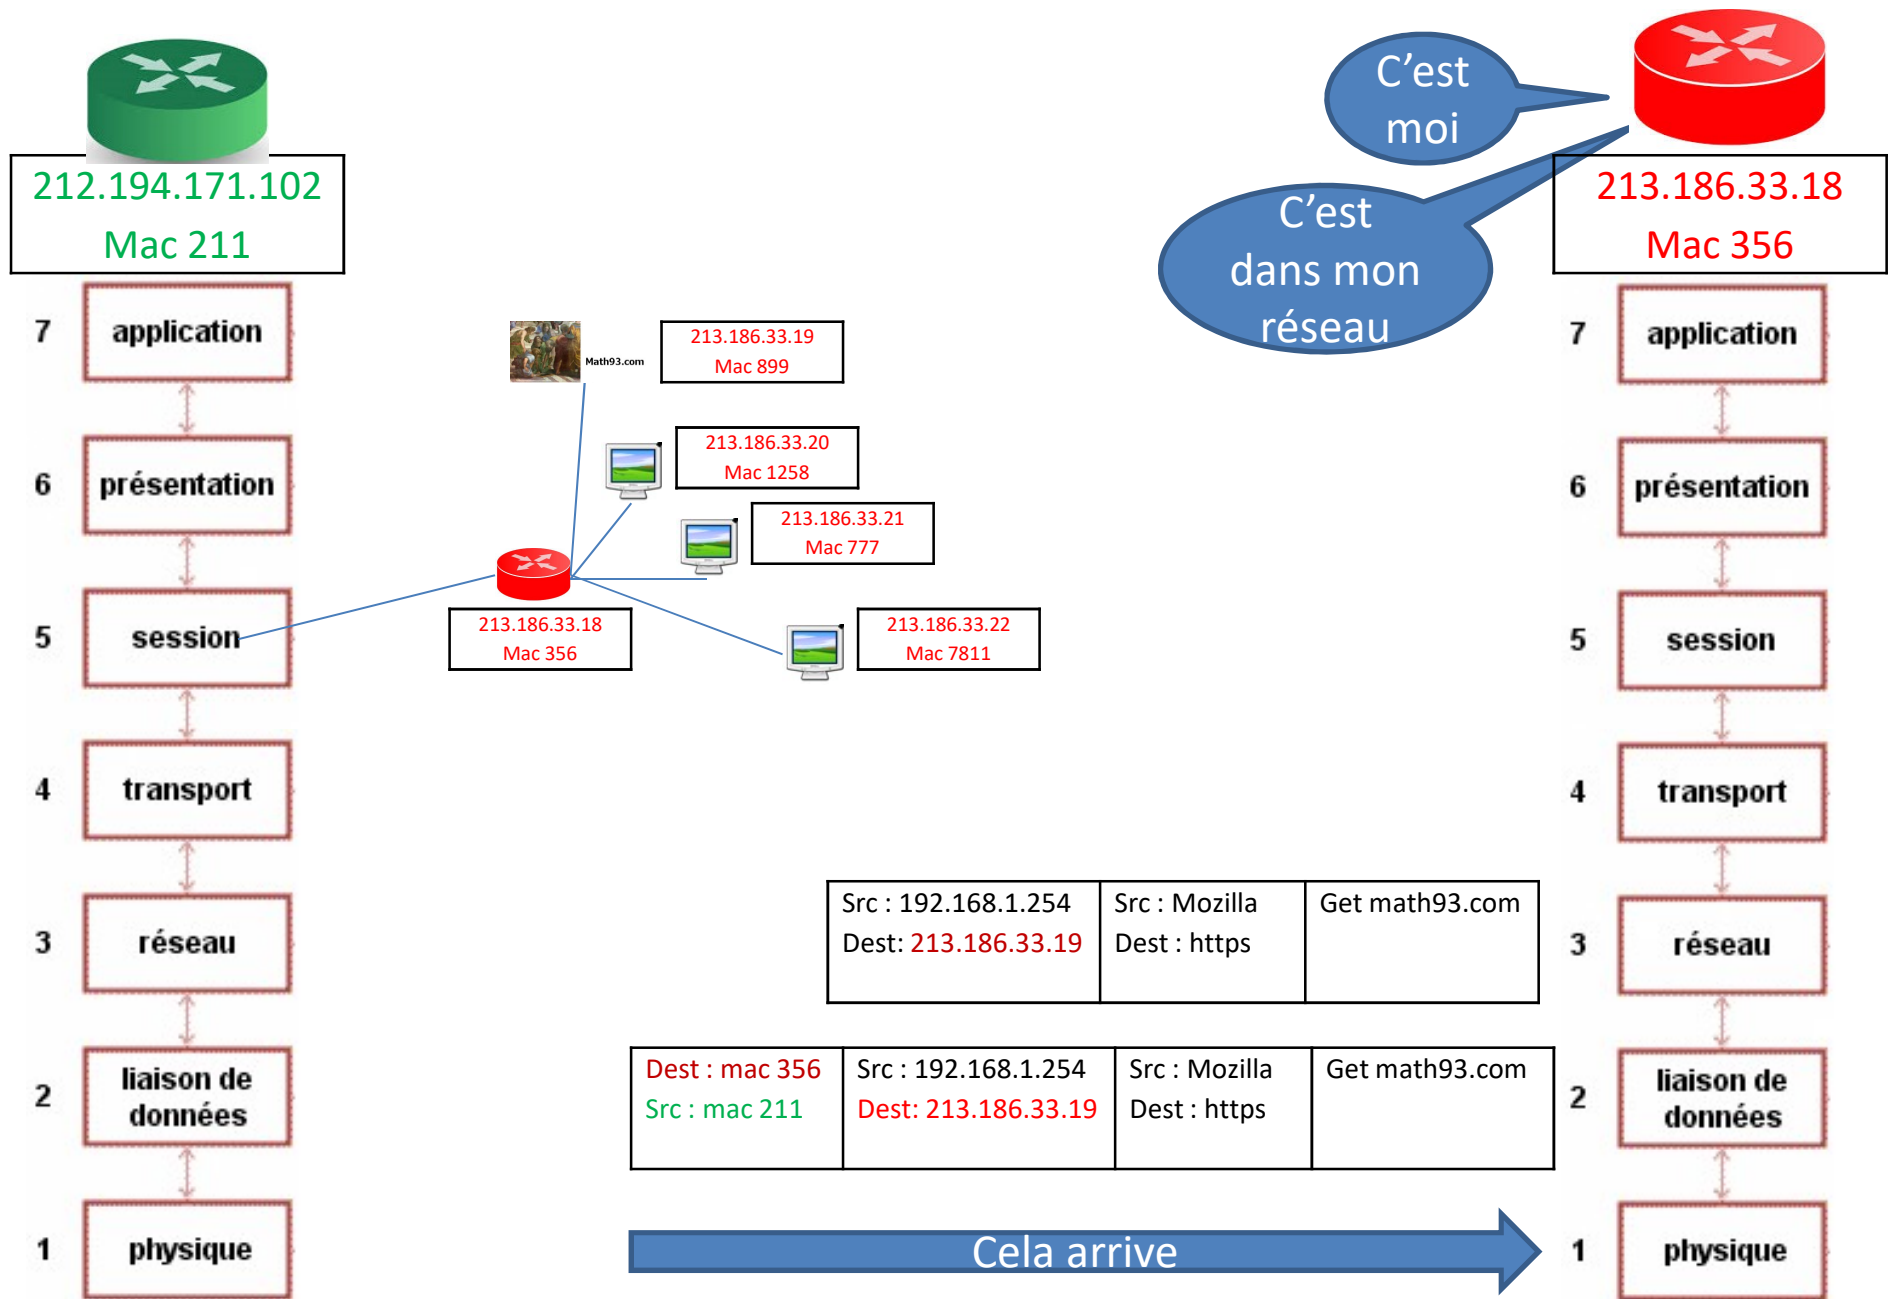 212.194.171.102
Mac 211
7
application
6
présentation
5
session
4
transport
3
réseau
2
liaison de
données
1
physique
Math93.com
213.186.33.19
Mac 899
213.186.33.20
Mac 1258
213.186.33.21
Mac 777
213.186.33.18
Mac 356
213.186.33.22
Mac 7811
C’est
moi
C’est
dans mon
réseau
Src : 192.168.1.254
Dest: 213.186.33.19
Src : Mozilla
Dest : https
Get math93.com
Dest : mac 356
Src : mac 211
Src : 192.168.1.254
Dest: 213.186.33.19
Src : Mozilla
Dest : https
Get math93.com
Cela arrive
213.186.33.18
Mac 356
7
application
6
présentation
5
session
4
transport
3
réseau
2
liaison de
données
1
physique